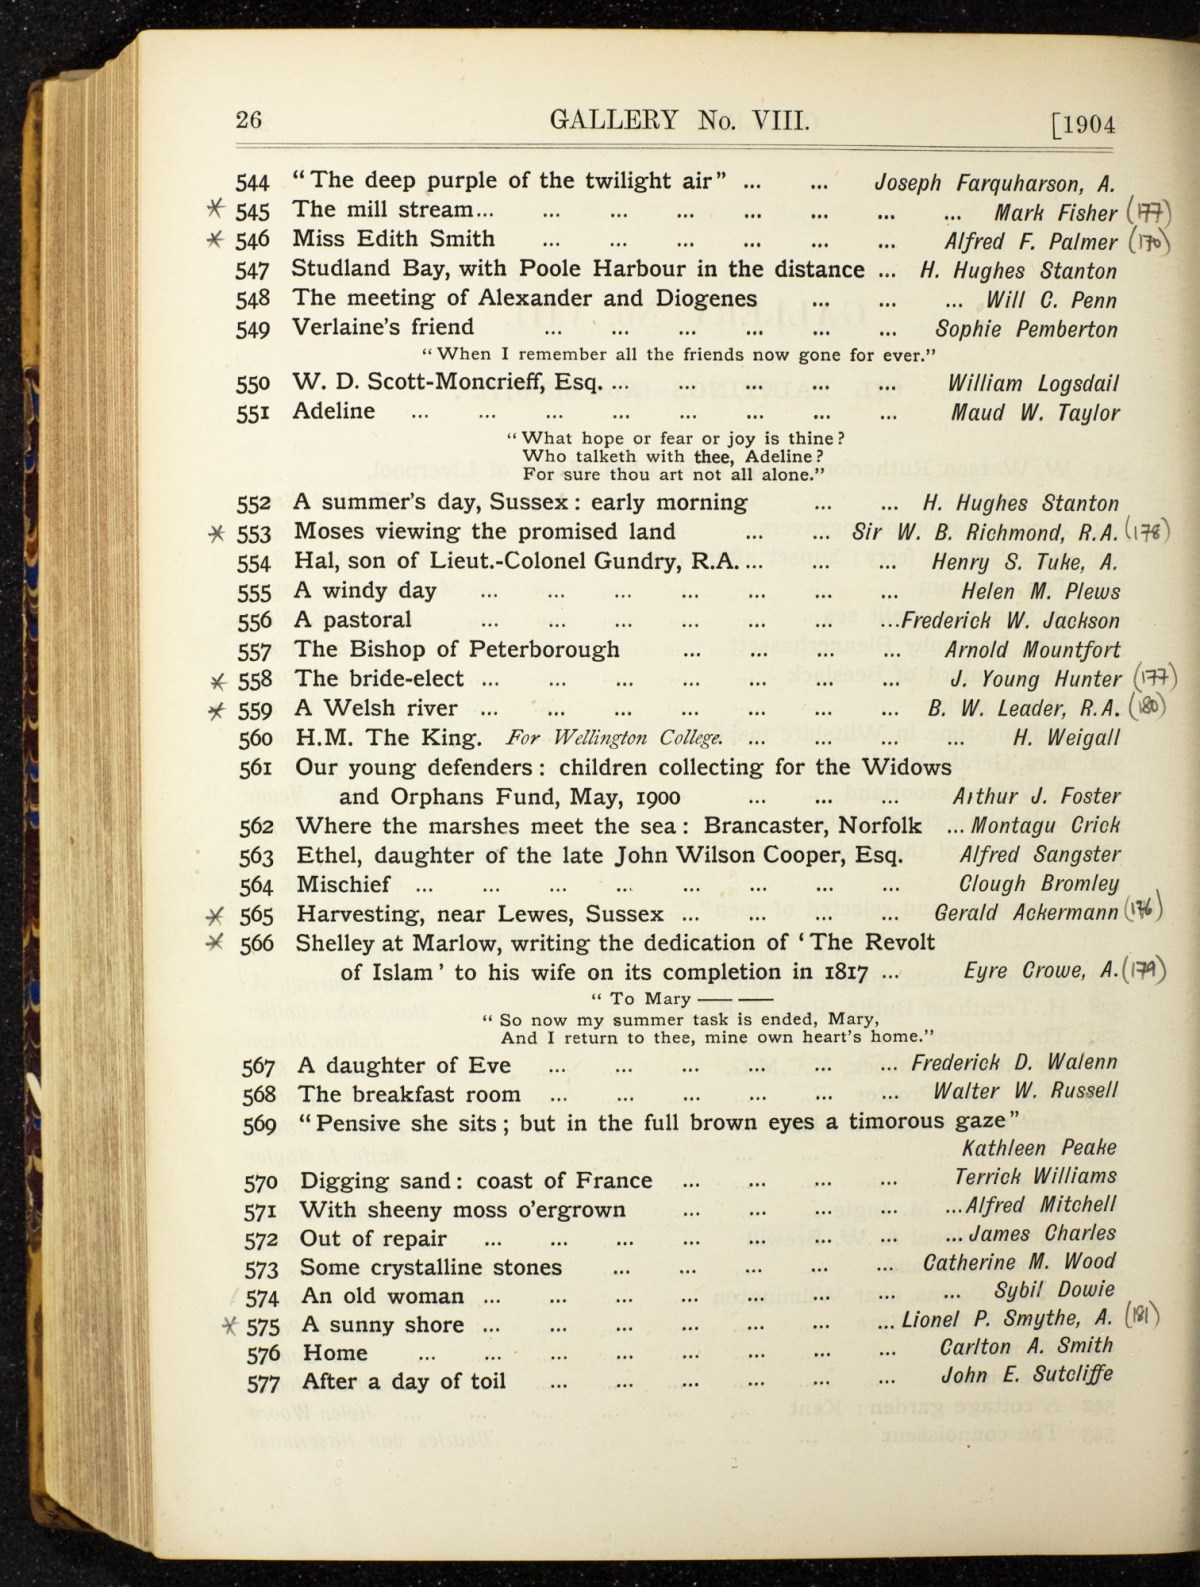 26 GALLERY No. VIII. [1904
544 “The deep purple of the twilight air” ... ... Joseph Farquharson, A.
* 545 The mill stream... ... ... ... ... ... ... ... Mark Fisher (177)
* 546 Miss Edith Smith ... ... ... ... ... ... Alfred F. Palmer (170)
547 Studland Bay, with Poole Harbour in the distance ... H. Hughes Stanton
548 The meeting of Alexander and Diogenes ... ... ... Will C. Penn
549 Verlaine’s friend ... ... ... ... ... ... Sophie Pemberton
“When I remember all the friends now gone for ever.”
550 W. D. Scott-Moncrieff, Esq. ... ... ... ... ... William Logsdail
551 Adeline ... ... ... ... ... ... ... ... Maud W. Taylor
“What hope or fear or joy is thine?
Who talketh with thee, Adeline?
For sure thou art not all alone.”
552 A summer’s day, Sussex: early morning ... ... H. Hughes Stanton
* 553 Moses viewing the promised land ... ... Sir W. B. Richmond, R.A. (178)
554 Hal, son of Lieut.-Colonel Gundry, R.A. ... ... ... Henry S. Tuke, A.
555 A windy day ... ... ... ... ... ... ... Helen M. Plews
556 A pastoral ... ... ... ... ... ... ...Frederick W. Jackson
557 The Bishop of Peterborough ... ... ... ... Arnold Mountfort
* 558 The bride-elect ... ... ... ... ... ... ... J. Young Hunter (177)
* 559 A Welsh river ... ... ... ... ... ... ... B. W. Leader, R.A. (180)
560 H.M. The King. For Wellington College. ... ... ... ... H. Weigall
561 Our young defenders: children collecting for the Widows
and Orphans Fund, May, 1900 ... ... ... Arthur J. Foster
562 Where the marshes meet the sea: Brancaster, Norfolk ... Montagu Crick
563 Ethel, daughter of the late John Wilson Cooper, Esq. Alfred Sangster
564 Mischief ... ... ... ... ... ... ... ... Clough Bromley
* 565 Harvesting, near Lewes, Sussex ... ... ... ... Gerald Ackermann (176)
* 566 Shelley at Marlow, writing the dedication of ‘The Revolt
of Islam’ to his wife on its completion in 1817 ... Eyre Crowe, A. (179)
“To Mary —— ——
“So now my summer task is ended, Mary,
And I return to thee, mine own heart’s home.”
567 A daughter of Eve ... ... ... ... ... ... Frederick D. Walenn
568 The breakfast room ... ... ... ... ... ... Walter W. Russell
569 “Pensive she sits; but in the full brown eyes a timorous gaze”
Kathleen Peake
570 Digging sand: coast of France ... ... ... ... Terrick Williams
571 With sheeny moss o’ergrown ... ... ... ... ...Alfred Mitchell
572 Out of repair ... ... ... ... ... ... ... ... James Charles
573 Some crystalline stones ... ... ... ... ... Catherine M. Wood
574 An old woman ... ... ... ... ... ... ... ... Sybil Dowie
* 575 A sunny shore ... ... ... ... ... ... ... Lionel P. Smythe, A. (181)
576 Home ... ... ... ... ... ... ... ... Carlton A. Smith
577 After a day of toil ... ... ... ... ... ... John E. Sutcliffe